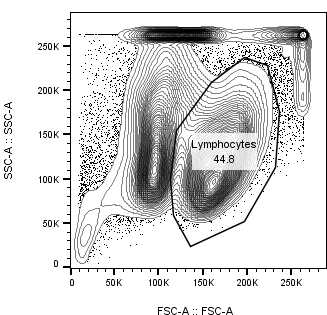 250K
200K
150K
100K
50K
0
SSC-A :: SSC-A
Lymphocytes
44.8
0 50K 100K 150K 200K 250K
FSC-A :: FSC-A